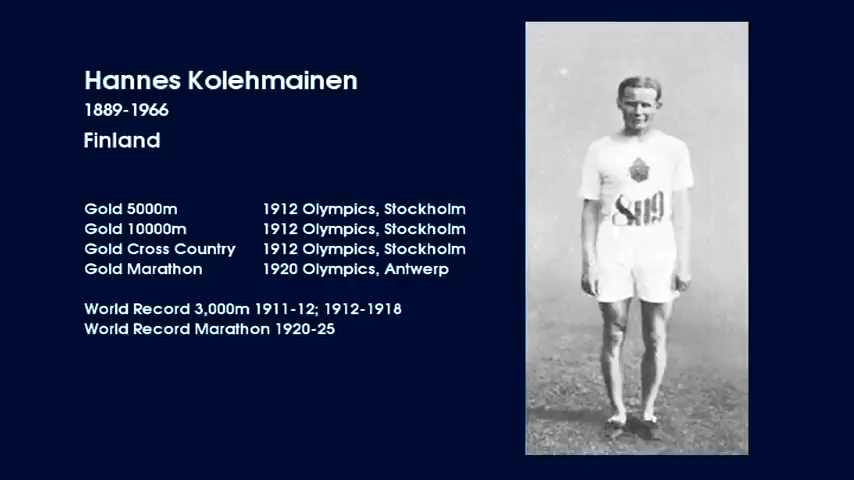 Hannes Kolehmainen
1889-1966
Finland
Gold 5000m 1912 Olympics, Stockholm
Gold 10000m 1912 Olympics, Stockholm
Gold Cross Country 1912 Olympics, Stockholm
Gold Marathon 1920 Olympics, Antwerp
World Record 3,000m 1911-12; 1912-1918
World Record Marathon 1920-25